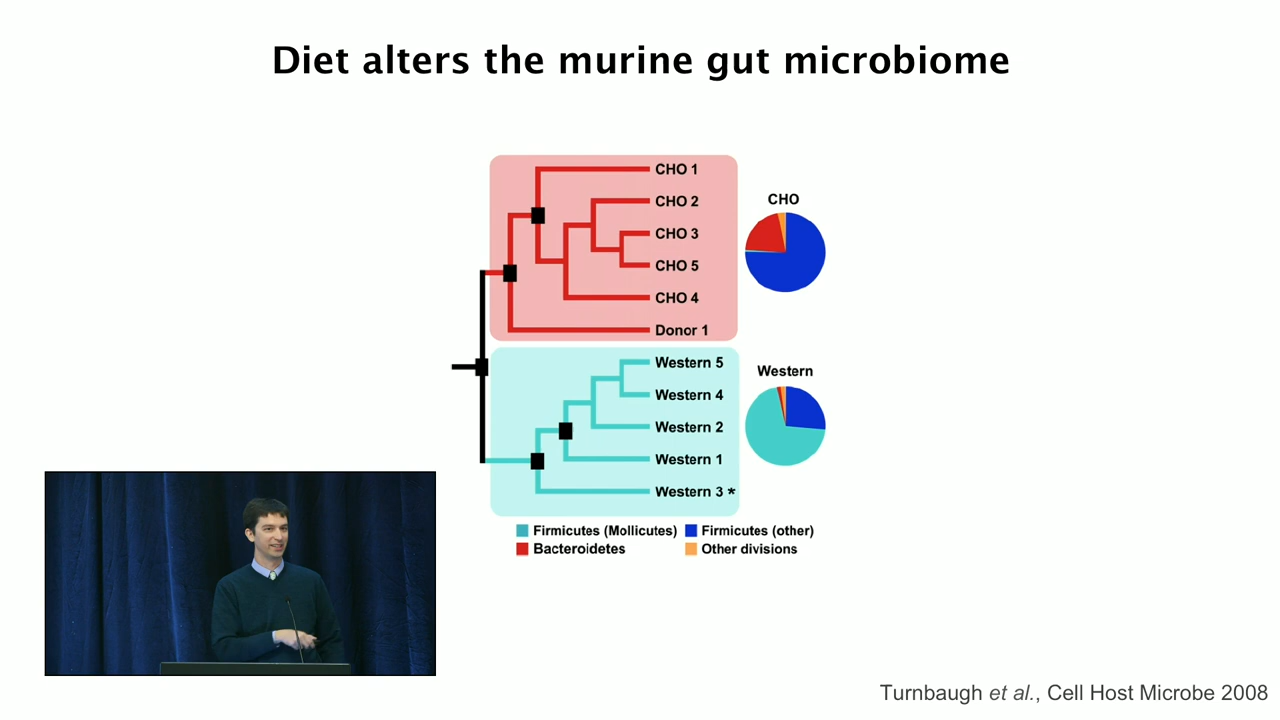 Diet alters the murine gut microbiome
CHO 1
CHO 2
CHO 3
CHO 5
CHO 4
Donor 1
CHO
Western 5
Western 4
Western 2
Western 1
Western 3 *
Western
Firmicutes (Mollicutes) Firmicutes (other)
Bacteroidetes Other divisions
Turnbaugh et al., Cell Host Microbe 2008